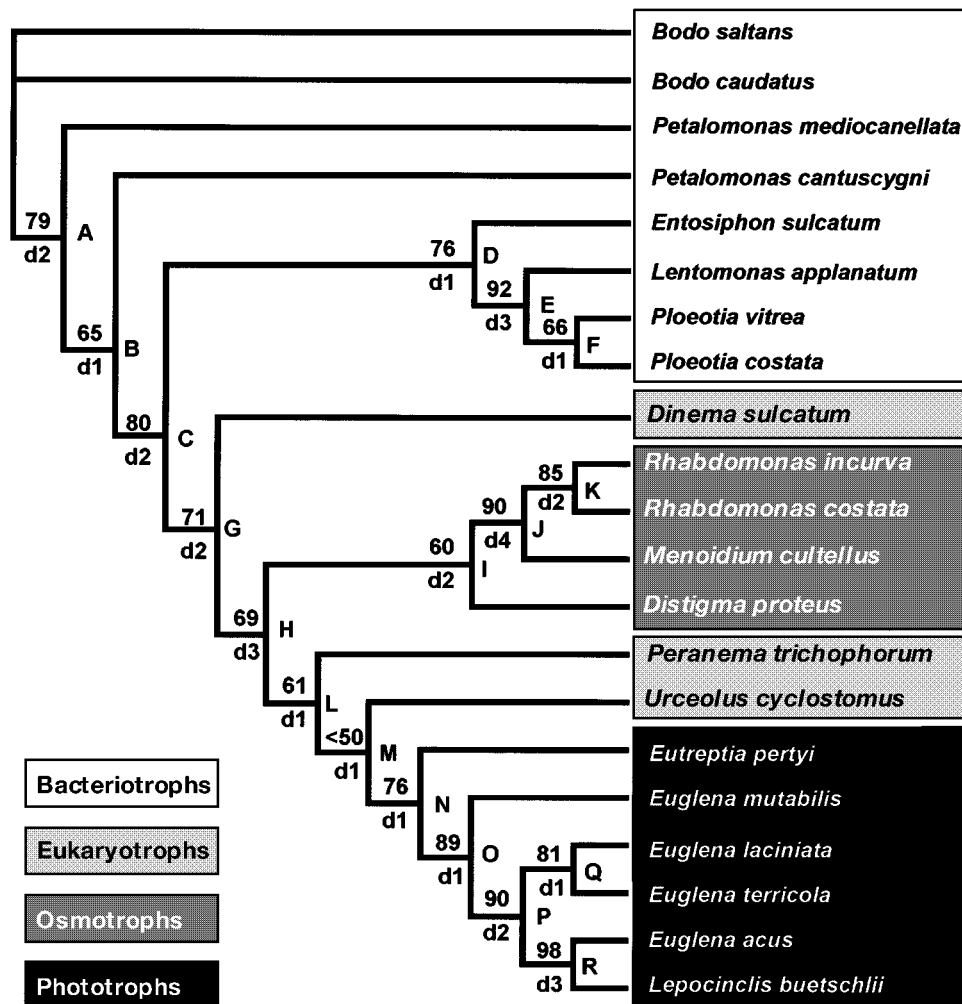 Bodo saltans
Bodo caudatus
Petalomonas mediocanellata
Petalomonas cantuscygni
79
A
d2
Entosiphon sulcatum
76
D
d1
Lentomonas applanatum
92
E
d3
Ploeotia vitrea
66
F
d1
65
B
d1
Ploeotia costata
Dinema sulcatum
80
C
d2
Rhabdomonas incurva
85
K
d2
Rhabdomonas costata
90
J
d4
71
G
d2
Menoidium cultellus
60
I
d2
Distigma proteus
69
H
d3
Peranema trichophorum
61
L
d1
Urceolus cyclostomus
<50
M
d1
Eutreptia pertyi
76
N
d1
Euglena mutabilis
89
O
d1
Euglena laciniata
81
Q
d1
Euglena terricola
90
P
d2
Euglena acus
98
R
d3
Lepocinclis buetschlii
Bacteriotrophs
Eukaryotrophs
Osmotrophs
Phototrophs